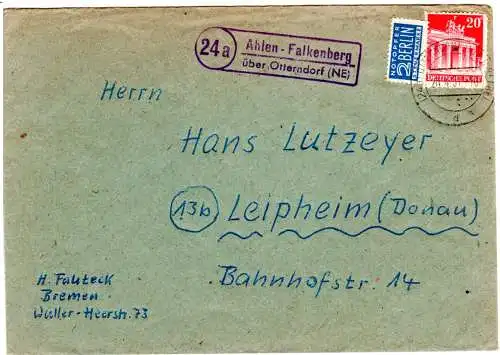 24a
Ahlen - Falkenberg
über Otterndorf (NE)
NOTOPFER
2 BERLIN
STEUERMARKE
20
DEUTSCHE POST
Herrn
Hans Lutzeyer
13b Leipheim (Donau)
Bahnhofstr. 14
H. Fauteck
Bremen
Waller-Heerstr. 73